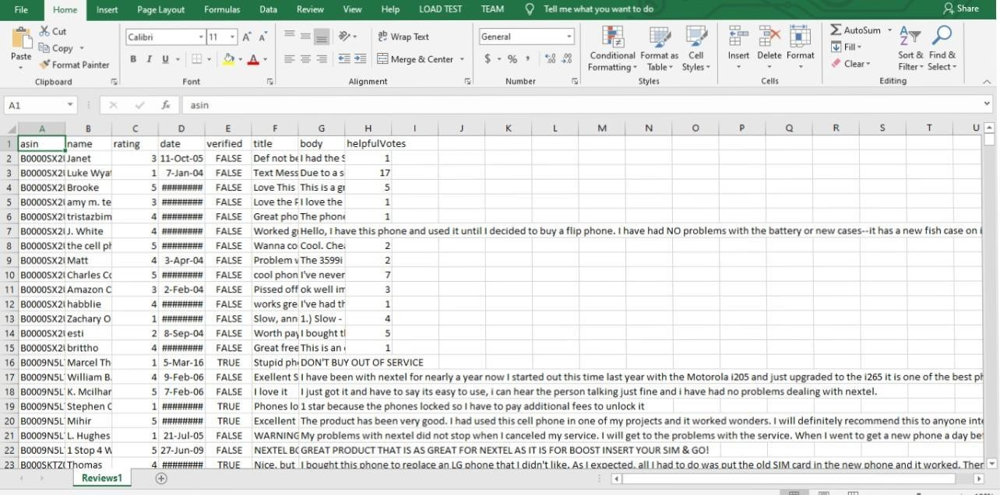 File Home Insert Page Layout Formulas Data Review View Help LOAD TEST TEAM Tell me what you want to do Share
Cut
Copy
Format Painter
Paste
Clipboard
Calibri 11 A A
B I U A
Font
Wrap Text
Merge & Center
Alignment
General
$ % ,
Number
Conditional Formatting
Format as Table
Cell Styles
Styles
Insert Delete Format
Cells
AutoSum
Fill
Clear
Sort & Filter
Find & Select
Editing
A1 fx asin
A B C D E F G H I J K L M N O P Q R S T U
1 asin name rating date verified title body helpfulVotes
2 B0000SX2U Janet 3 11-Oct-05 FALSE Def not be I had the S 1
3 B0000SX2U Luke Wyat 1 7-Jan-04 FALSE Text Mess Due to a s 17
4 B0000SX2U Brooke 5 ######## FALSE Love This This is a gr 5
5 B0000SX2U amy m. te 3 ######## FALSE Love the P I love the 1
6 B0000SX2U tristazbim 4 ######## FALSE Great pho The phone 1
7 B0000SX2U J. White 4 ######## FALSE Worked gr Hello, I have this phone and used it until I decided to buy a flip phone. I have had NO problems with the battery or new cases--it has a new fish case on i
8 B0000SX2U the cell ph 5 ######## FALSE Wanna co Cool. Chea 2
9 B0000SX2U Matt 4 3-Apr-04 FALSE Problem w The 3599i 2
10 B0000SX2U Charles Co 5 ######## FALSE cool phon I've never 7
11 B0000SX2U Amazon C 3 2-Feb-04 FALSE Pissed off ok well im 3
12 B0000SX2U habblie 4 ######## FALSE works gre I've had th 1
13 B0000SX2U Zachary O 1 ######## FALSE Slow, ann 1.) Slow - 4
14 B0000SX2U esti 2 8-Sep-04 FALSE Worth pay I bought th 5
15 B0000SX2U brittho 4 ######## FALSE Great free This is an 1
16 B0009N5L Marcel Th 1 5-Mar-16 TRUE Stupid ph DON'T BUY OUT OF SERVICE
17 B0009N5L William B. 4 9-Feb-06 FALSE Exellent S I have been with nextel for nearly a year now I started out this time last year with the Motorola i205 and just upgraded to the i265 it is one of the best ph
18 B0009N5L K. Mcilhar 5 7-Feb-06 FALSE I love it I just got it and have to say its easy to use, i can hear the person talking just fine and i have had no problems dealing with nextel.
19 B0009N5L Stephen C 1 ######## TRUE Phones lo 1 star because the phones locked so I have to pay additional fees to unlock it
20 B0009N5L Mihir 5 ######## TRUE Excellent The product has been very good. I had used this cell phone in one of my projects and it worked wonders. I will definitely recommend this to anyone inte
21 B0009N5L L. Hughes 1 21-Jul-05 FALSE WARNING My problems with nextel did not stop when I canceled my service. I will get to the problems with the service. When I went to get a new phone a day bef
22 B0009N5L 1 Stop 4 W 5 27-Jun-09 FALSE NEXTEL BO GREAT PRODUCT THAT IS AS GREAT FOR NEXTEL AS IT IS FOR BOOST INSERT YOUR SIM & GO!
23 B000SKTZ0 Thomas 4 ######## TRUE Nice, but I bought this phone to replace an LG phone that I didn't like. As I expected, all I had to do was put the old SIM card in the new phone and it worked. Ther
Reviews1